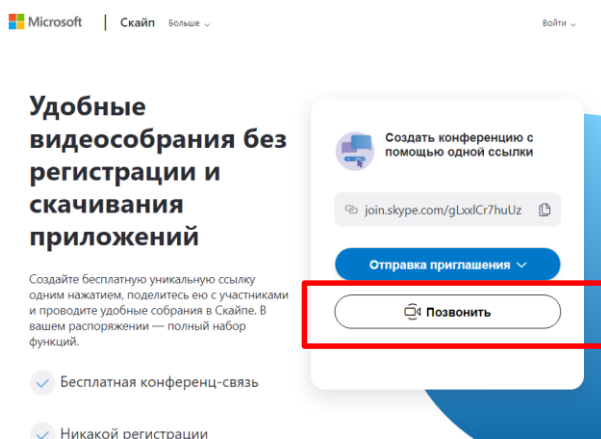 Microsoft | Скайп Больше
Войти
Удобные
видеособрания без
регистрации и
скачивания
приложений
Создайте бесплатную уникальную ссылку
одним нажатием, поделитесь ею с участниками
и проводите удобные собрания в Скайпе. В
вашем распоряжении — полный набор
функций.
Бесплатная конференц-связь
Никакой регистрации
Создать конференцию с
помощью одной ссылки
join.skype.com/gLxxlCr7huUz
Отправка приглашения
Позвонить